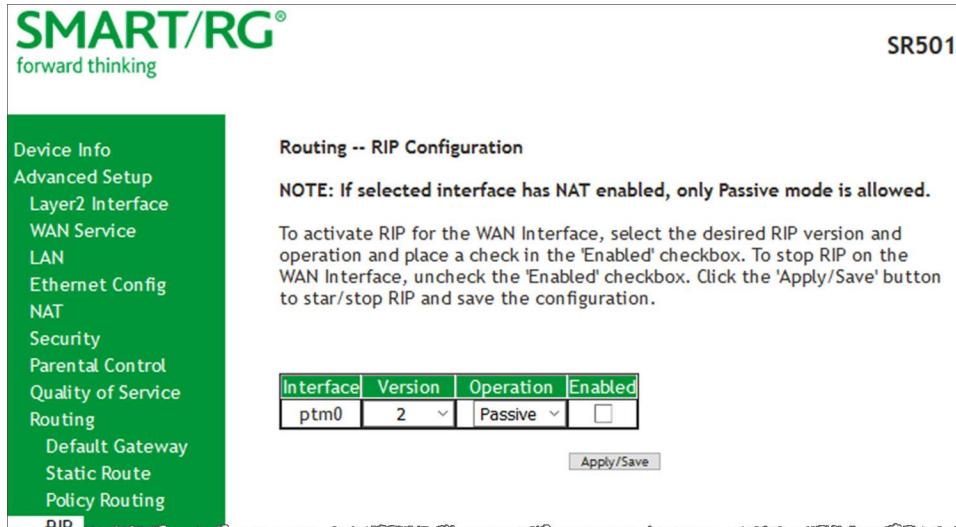 SMART/RG®
forward thinking
SR501
Device Info
Advanced Setup
Layer2 Interface
WAN Service
LAN
Ethernet Config
NAT
Security
Parental Control
Quality of Service
Routing
Default Gateway
Static Route
Policy Routing
RIP
Routing -- RIP Configuration
NOTE: If selected interface has NAT enabled, only Passive mode is allowed.
To activate RIP for the WAN Interface, select the desired RIP version and
operation and place a check in the 'Enabled' checkbox. To stop RIP on the
WAN Interface, uncheck the 'Enabled' checkbox. Click the 'Apply/Save' button
to star/stop RIP and save the configuration.
Interface Version Operation Enabled
ptm0 2 Passive
Apply/Save